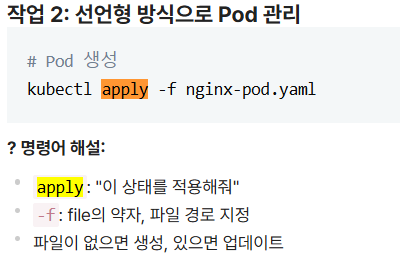 작업 2: 선언형 방식으로 Pod 관리
# Pod 생성
kubectl apply -f nginx-pod.yaml
? 명령어 해설:
apply: "이 상태를 적용해줘"
-f: file의 약자, 파일 경로 지정
파일이 없으면 생성, 있으면 업데이트